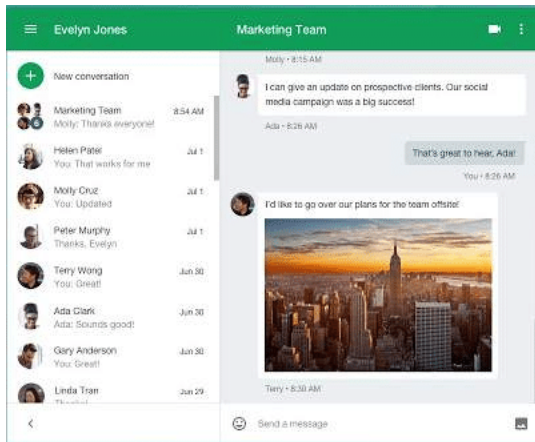 Evelyn Jones
Marketing Team
New conversation
Marketing Team
8:54 AM
Molly: Thanks everyone!
Helen Patel
Jul 1
You: That works for me
Molly Cruz
Jul 1
You: Updated
Peter Murphy
Jul 1
Thanks, Evelyn
Terry Wong
Jun 30
You: Great!
Ada Clark
Jun 30
Ada: Sounds good!
Gary Anderson
Jun 30
You: Great!
Linda Tran
Jun 29
Molly • 8:15 AM
I can give an update on prospective clients. Our social
media campaign was a big success!
Ada • 8:26 AM
That's great to hear, Ada!
You • 8:26 AM
I'd like to go over our plans for the team offsite!
Terry • 8:30 AM
Send a message